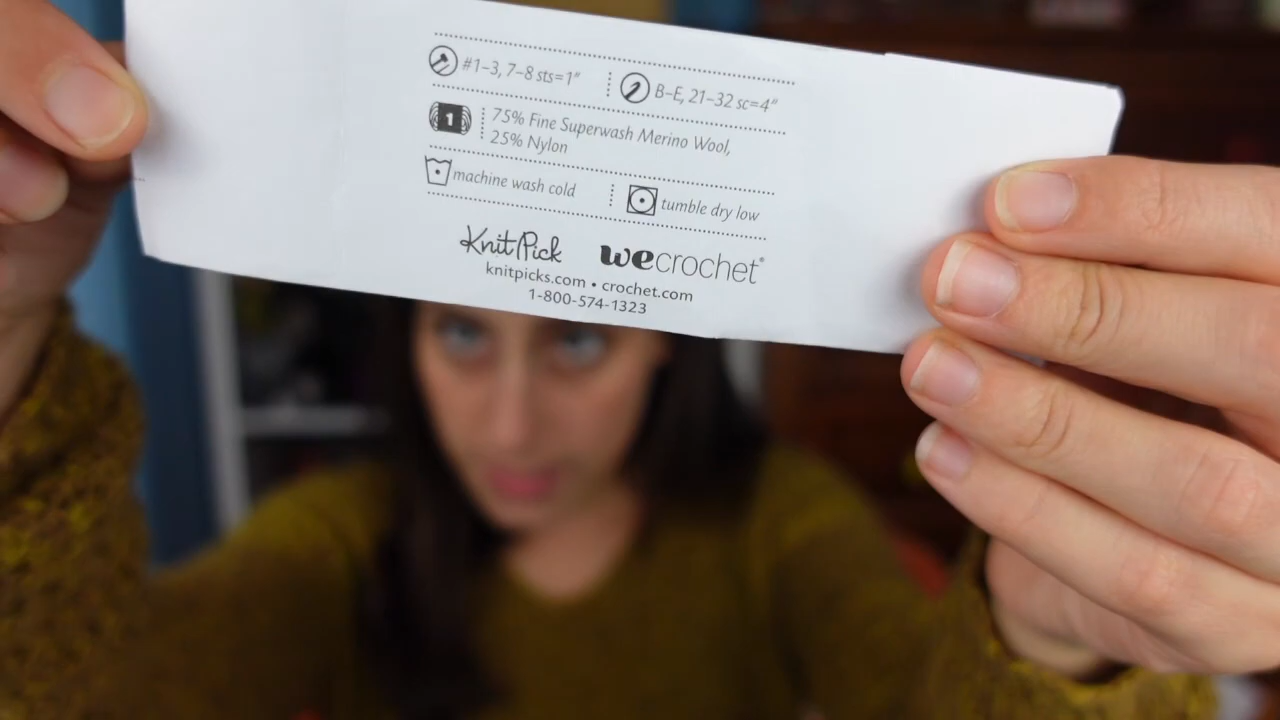 #1–3, 7–8 sts=1" B–E, 21–32 sc=4"
1 75% Fine Superwash Merino Wool,
25% Nylon
machine wash cold tumble dry low
KnitPick wecrochet®
knitpicks.com • crochet.com
1-800-574-1323